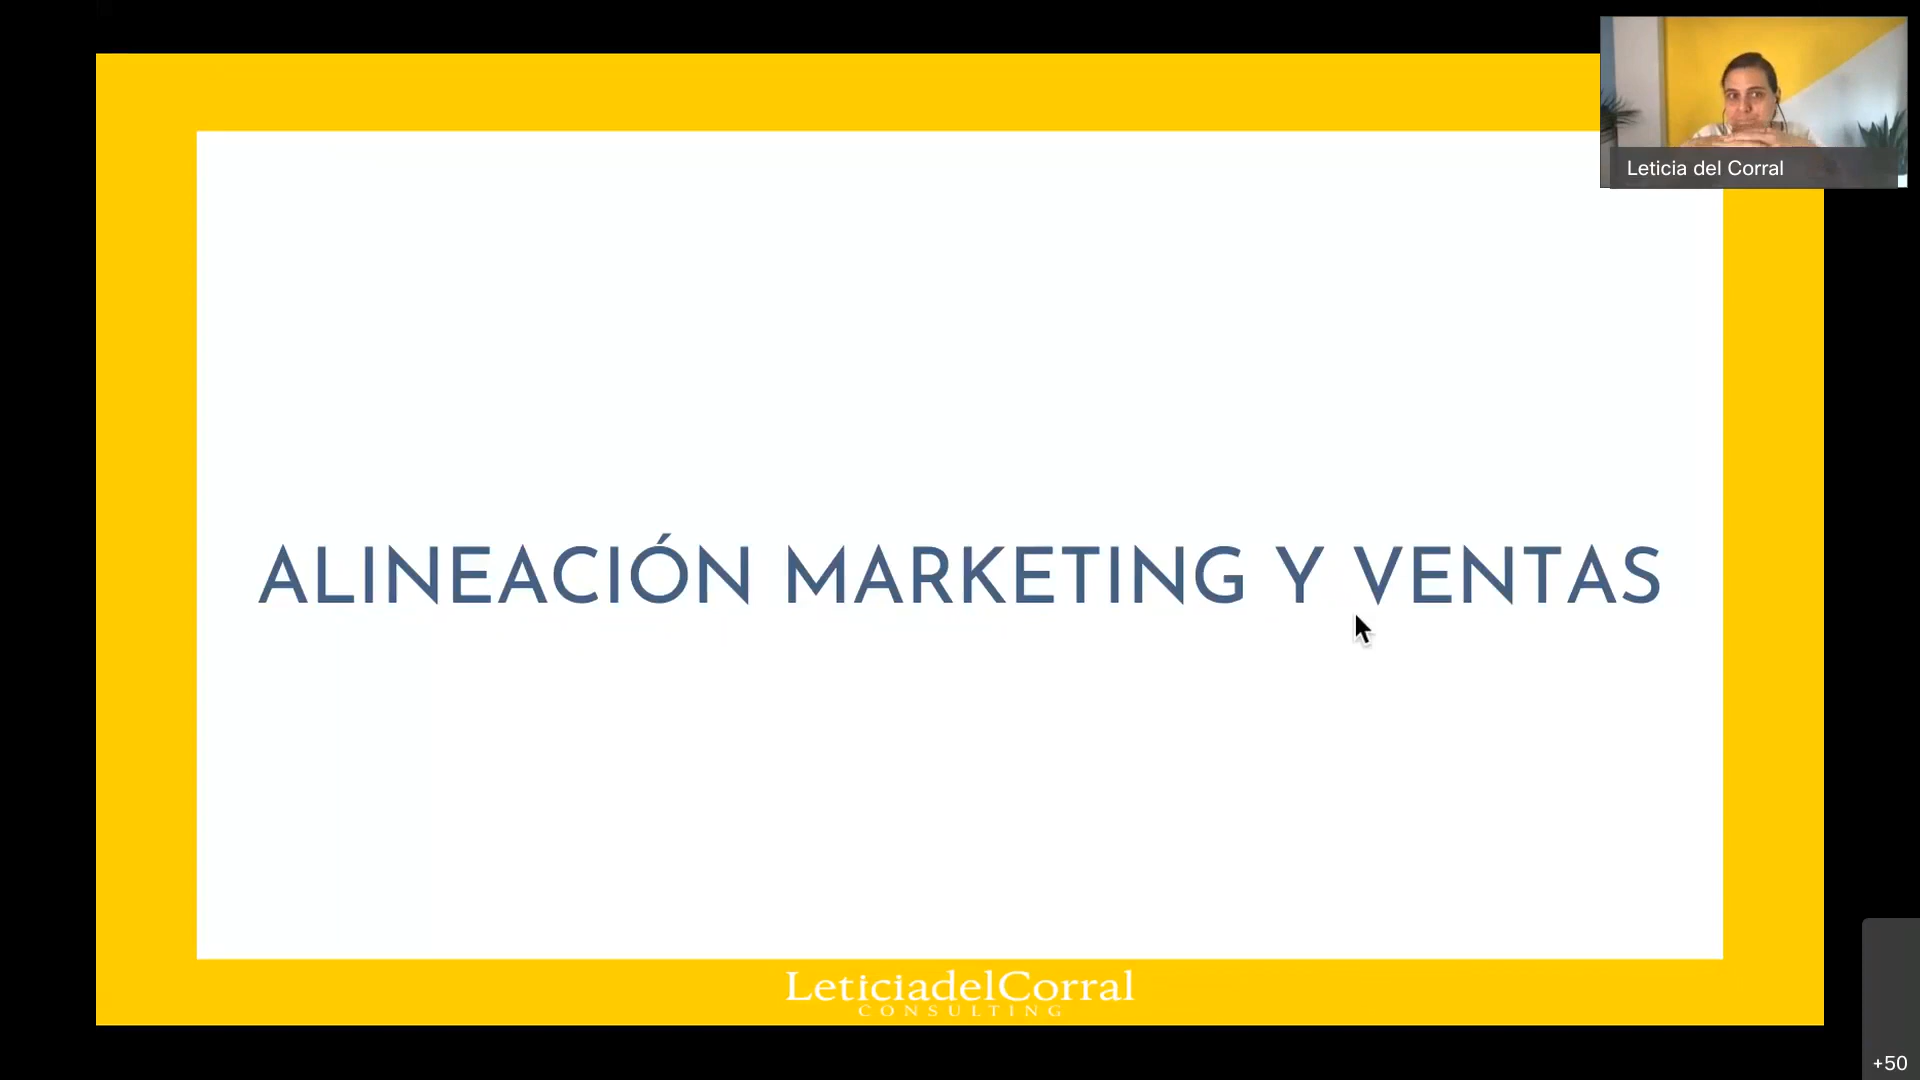 Leticia del Corral
ALINEACIÓN MARKETING Y VENTAS
LeticiadelCorral
CONSULTING
+50